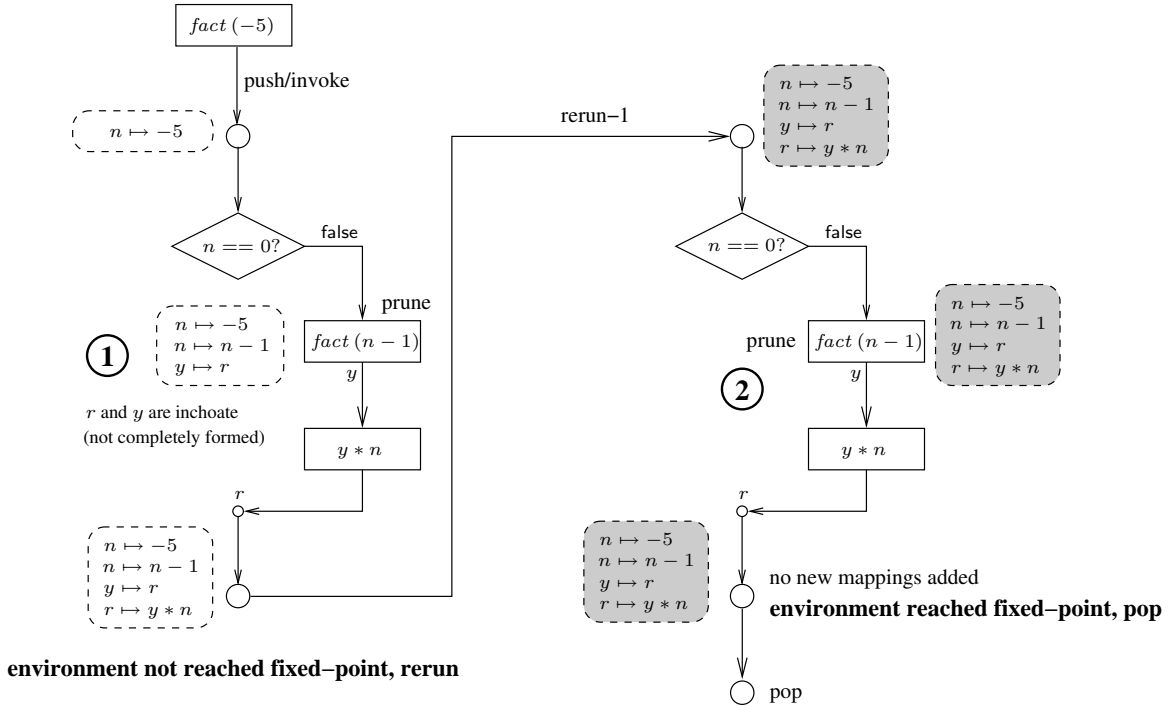 fact (−5)
push/invoke
n ↦ −5
n == 0?
false
prune
n ↦ −5
n ↦ n − 1
y ↦ r
fact (n − 1)
1
y
r and y are inchoate
(not completely formed)
y ∗ n
r
n ↦ −5
n ↦ n − 1
y ↦ r
r ↦ y ∗ n
environment not reached fixed−point, rerun
rerun−1
n ↦ −5
n ↦ n − 1
y ↦ r
r ↦ y ∗ n
n == 0?
false
prune
fact (n − 1)
n ↦ −5
n ↦ n − 1
y ↦ r
r ↦ y ∗ n
2
y
y ∗ n
r
n ↦ −5
n ↦ n − 1
y ↦ r
r ↦ y ∗ n
no new mappings added
environment reached fixed−point, pop
pop